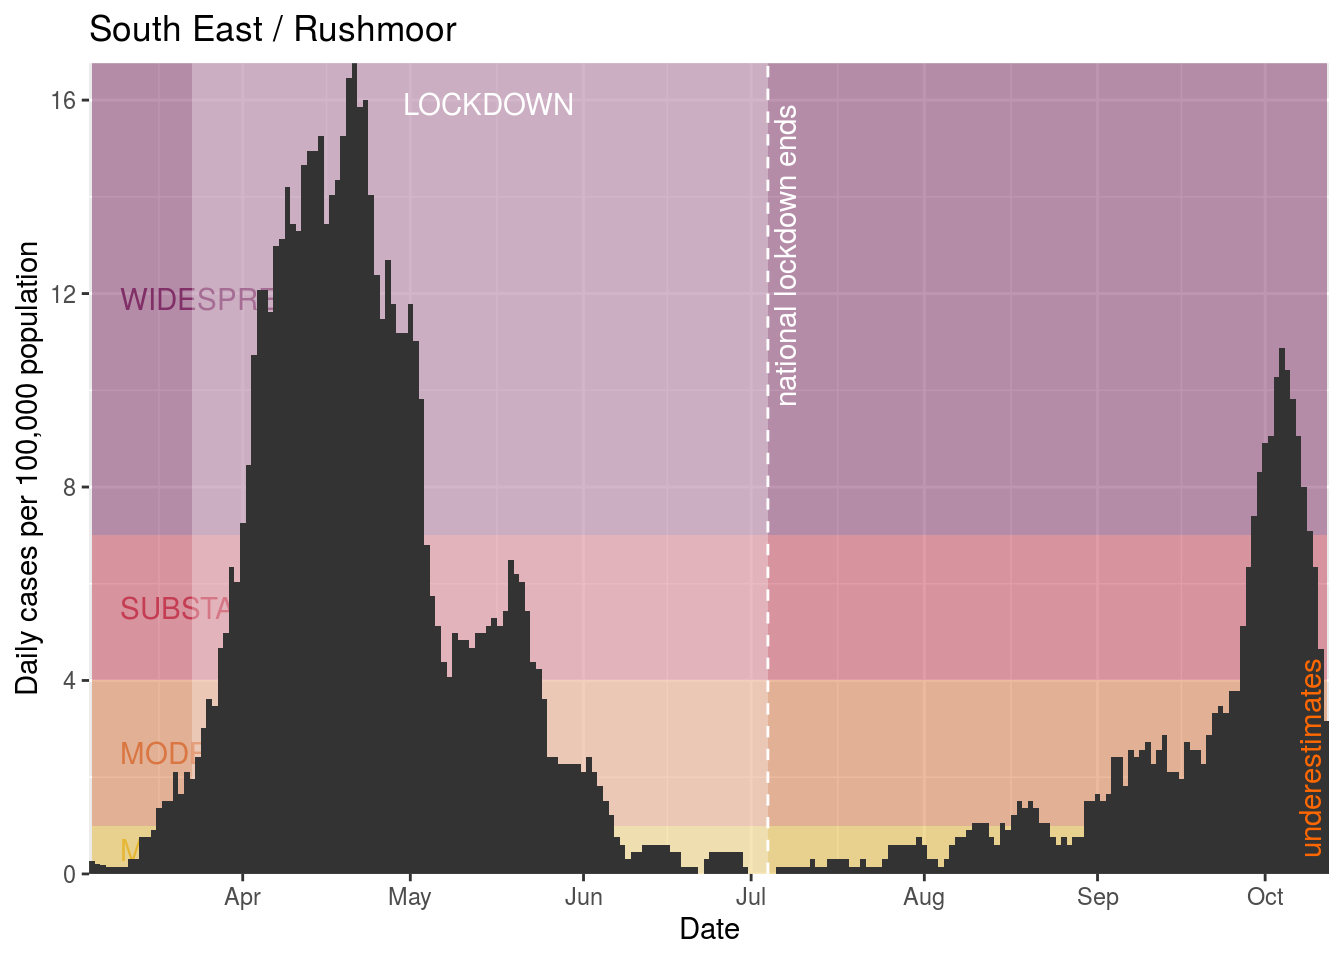 South East / Rushmoor
Daily cases per 100,000 population
16
12
8
4
0
LOCKDOWN
national lockdown ends
WIDESPRE
SUBSTA
MODE
M
underestimates
Apr
May
Jun
Jul
Aug
Sep
Oct
Date